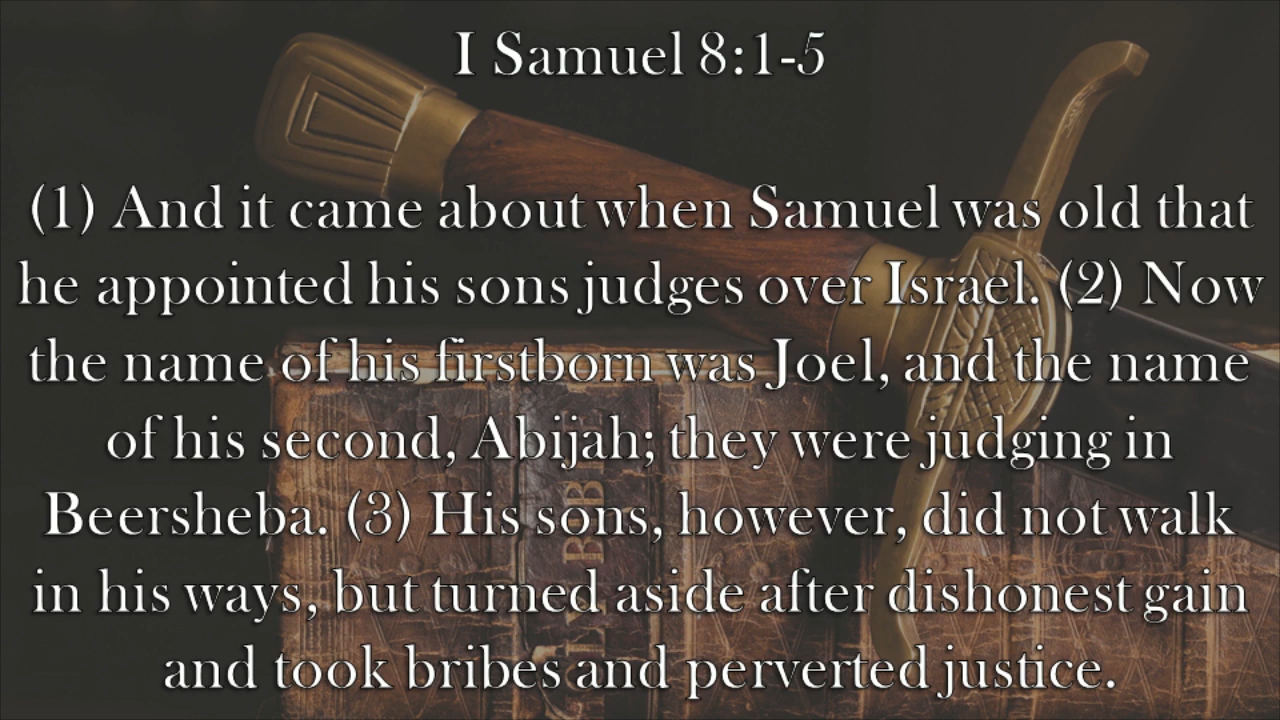 I Samuel 8:1-5
(1) And it came about when Samuel was old that
he appointed his sons judges over Israel. (2) Now
the name of his firstborn was Joel, and the name
of his second, Abijah; they were judging in
Beersheba. (3) His sons, however, did not walk
in his ways, but turned aside after dishonest gain
and took bribes and perverted justice.